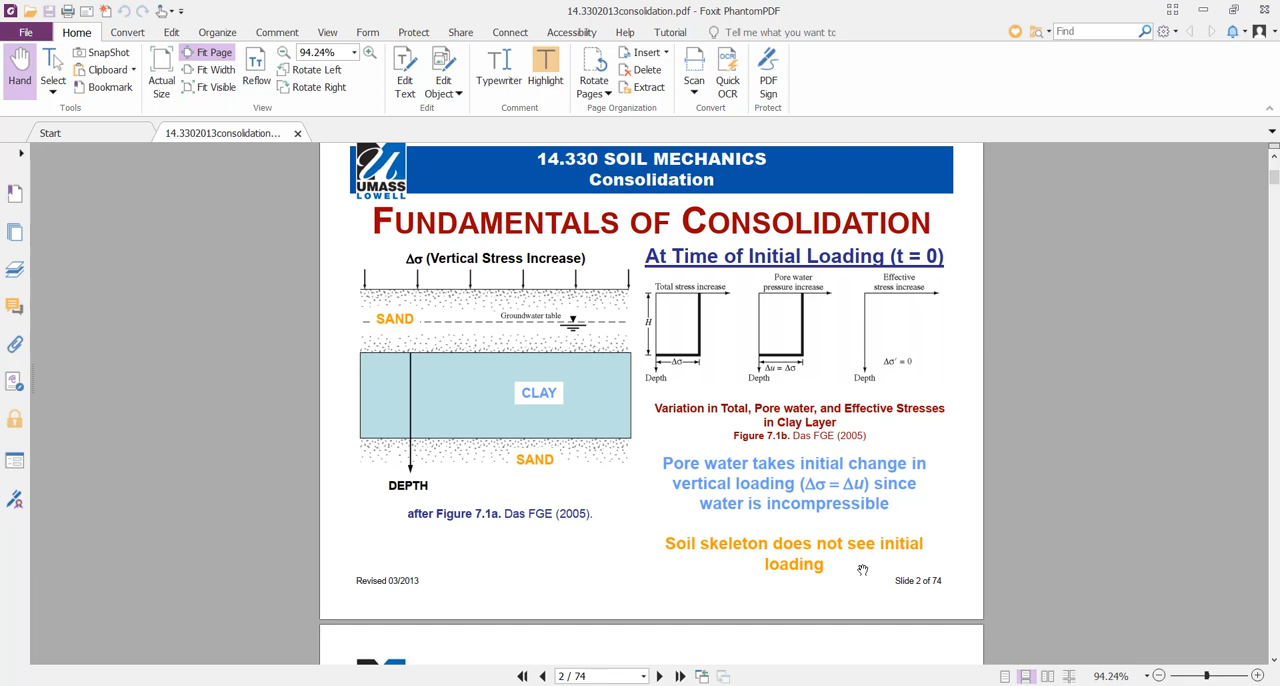 14.3302013consolidation.pdf - Foxit PhantomPDF
File Home Convert Edit Organize Comment View Form Protect Share Connect Accessibility Help Tutorial Tell me what you want tc Find
Hand
Select
SnapShot
Clipboard
Bookmark
Tools
Actual
Size
Fit Page
Fit Width
Fit Visible
Reflow
94.24%
Rotate Left
Rotate Right
View
Edit
Text
Edit
Object
Edit
Typewriter
Highlight
Comment
Rotate
Pages
Insert
Delete
Extract
Page Organization
Scan
Quick
OCR
Convert
PDF
Sign
Protect
Start
14.3302013consolidation...
UMASS
LOWELL
14.330 SOIL MECHANICS
Consolidation
FUNDAMENTALS OF CONSOLIDATION
Δσ (Vertical Stress Increase)
SAND
Groundwater table
CLAY
SAND
DEPTH
after Figure 7.1a. Das FGE (2005).
At Time of Initial Loading (t = 0)
Total stress increase
H
Δσ
Depth
Pore water
pressure increase
Δu = Δσ
Depth
Effective
stress increase
Δσ' = 0
Depth
Variation in Total, Pore water, and Effective Stresses
in Clay Layer
Figure 7.1b. Das FGE (2005)
Pore water takes initial change in
vertical loading (Δσ = Δu) since
water is incompressible
Soil skeleton does not see initial
loading
Revised 03/2013
Slide 2 of 74
2 / 74
94.24%